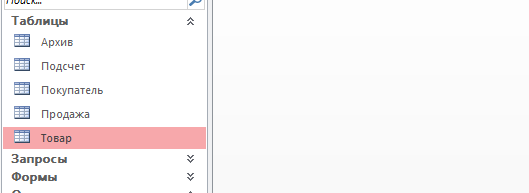 Поиск...
Таблицы
Архив
Подсчет
Покупатель
Продажа
Товар
Запросы
Формы